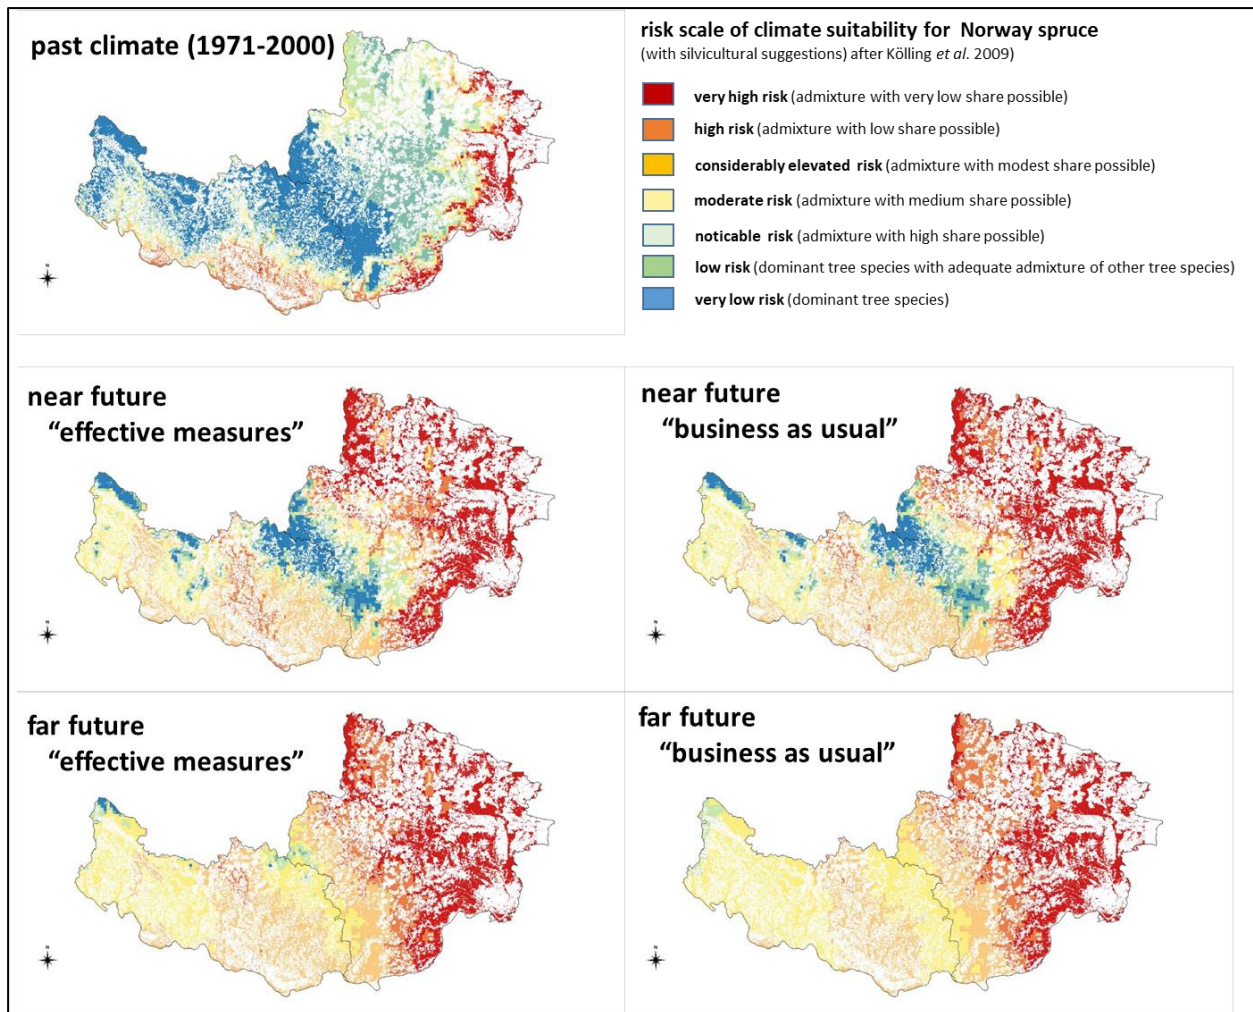 past climate (1971-2000)
risk scale of climate suitability for Norway spruce
(with silvicultural suggestions) after Kölling et al. 2009)
very high risk (admixture with very low share possible)
high risk (admixture with low share possible)
considerably elevated risk (admixture with modest share possible)
moderate risk (admixture with medium share possible)
noticable risk (admixture with high share possible)
low risk (dominant tree species with adequate admixture of other tree species)
very low risk (dominant tree species)
N
near future
“effective measures”
N
near future
“business as usual”
N
far future
“effective measures”
N
far future
“business as usual”
N